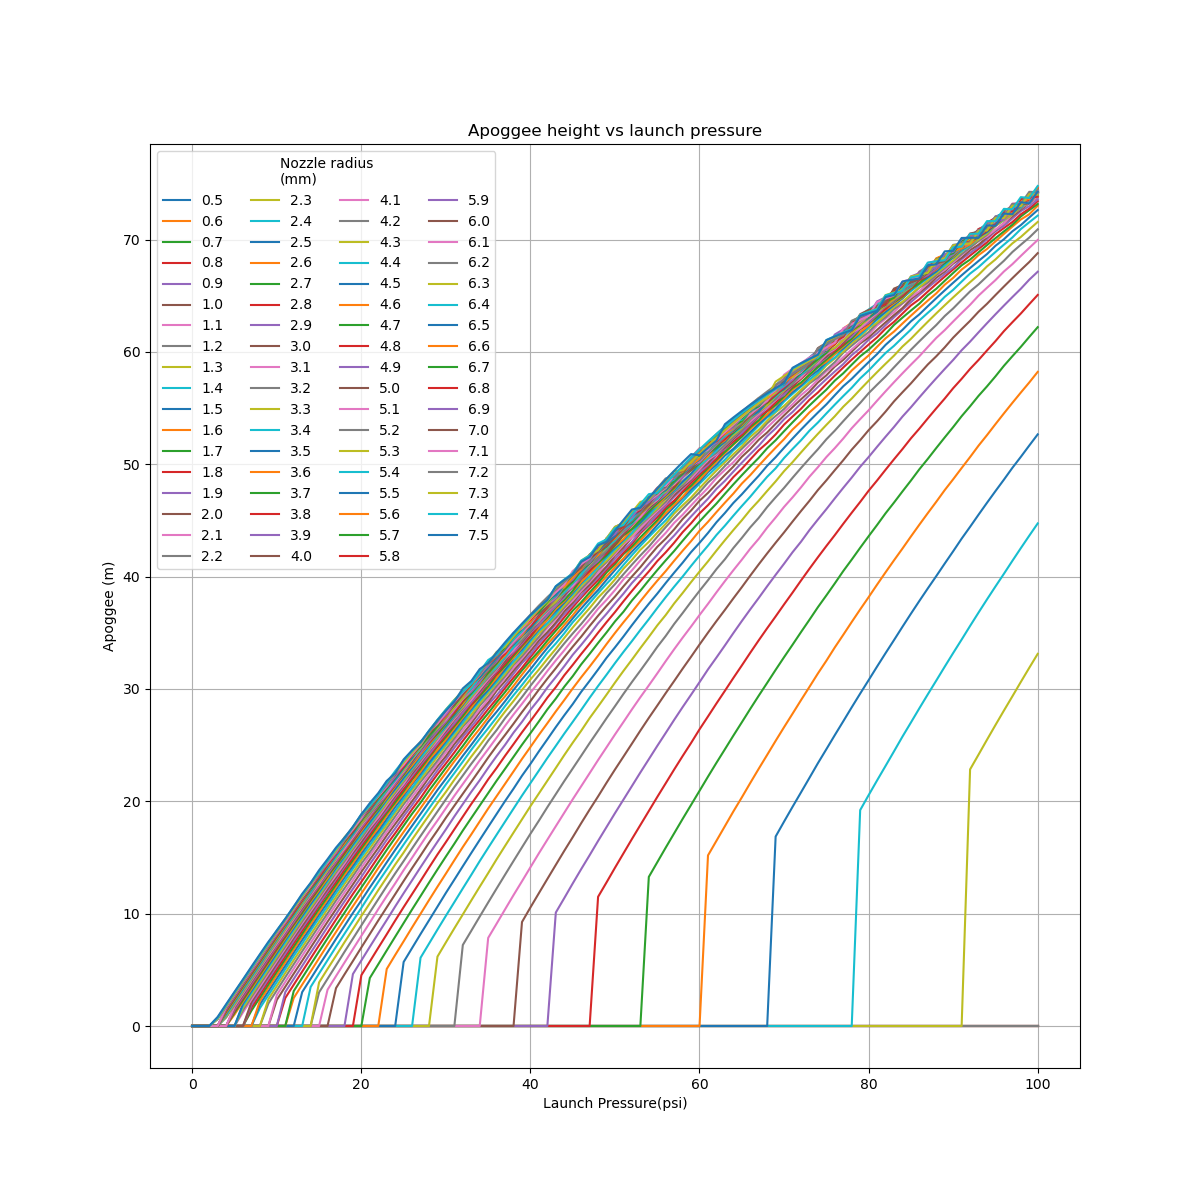 Apoggee height vs launch pressure
Nozzle radius
(mm)
0.5 2.3 4.1 5.9
0.6 2.4 4.2 6.0
0.7 2.5 4.3 6.1
0.8 2.6 4.4 6.2
0.9 2.7 4.5 6.3
1.0 2.8 4.6 6.4
1.1 2.9 4.7 6.5
1.2 3.0 4.8 6.6
1.3 3.1 4.9 6.7
1.4 3.2 5.0 6.8
1.5 3.3 5.1 6.9
1.6 3.4 5.2 7.0
1.7 3.5 5.3 7.1
1.8 3.6 5.4 7.2
1.9 3.7 5.5 7.3
2.0 3.8 5.6 7.4
2.1 3.9 5.7 7.5
2.2 4.0 5.8
70
60
50
40
30
20
10
0
Apoggee (m)
0 20 40 60 80 100
Launch Pressure(psi)